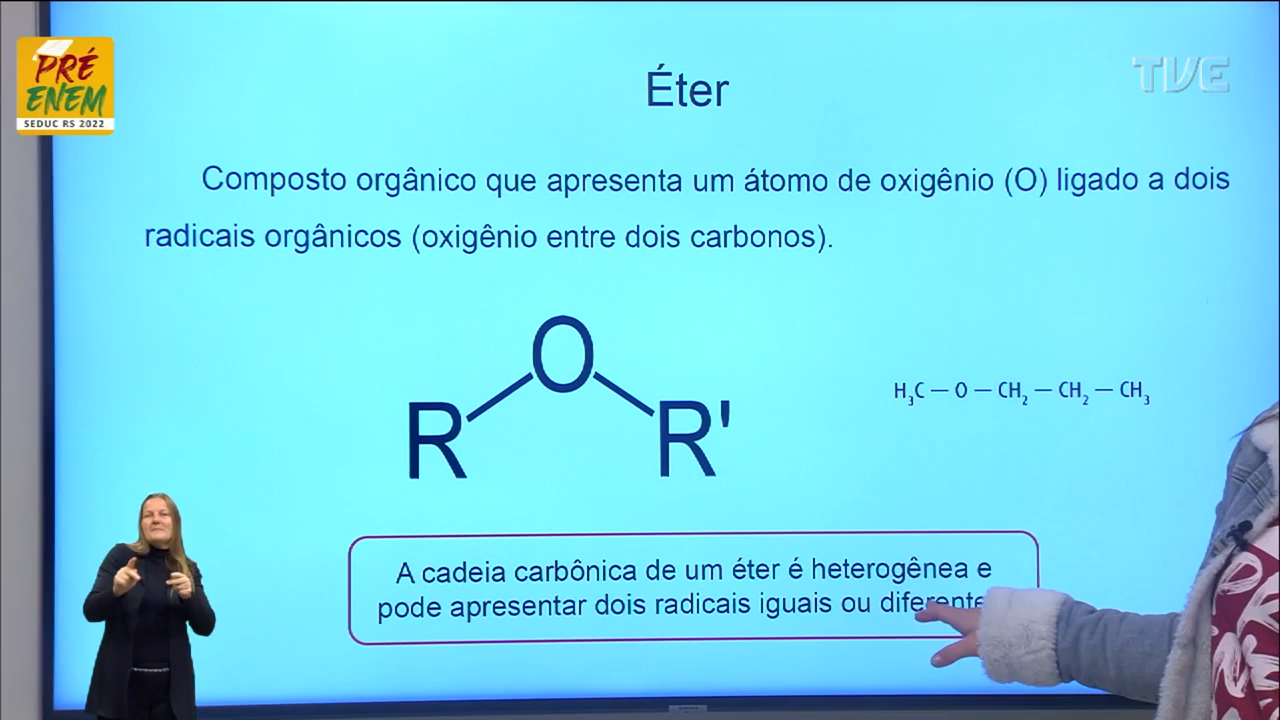 PRÉ
ENEM
SEDUC RS 2022
TVE
Éter
Composto orgânico que apresenta um átomo de oxigênio (O) ligado a dois
radicais orgânicos (oxigênio entre dois carbonos).
O
R R'
H₃C — O — CH₂ — CH₂ — CH₃
A cadeia carbônica de um éter é heterogênea e
pode apresentar dois radicais iguais ou